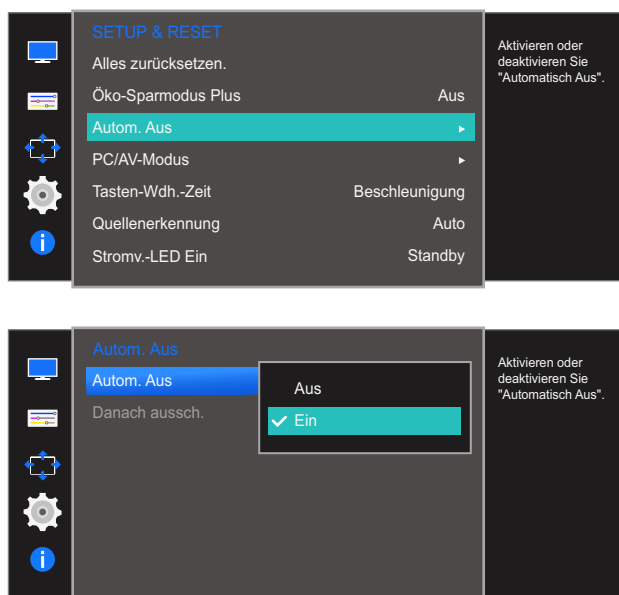 SETUP & RESET
Alles zurücksetzen.
Öko-Sparmodus Plus Aus
Autom. Aus
PC/AV-Modus
Tasten-Wdh.-Zeit Beschleunigung
Quellenerkennung Auto
Stromv.-LED Ein Standby
Aktivieren oder
deaktivieren Sie
"Automatisch Aus".
Autom. Aus
Autom. Aus
Danach aussch.
Aus
Ein
Aktivieren oder
deaktivieren Sie
"Automatisch Aus".